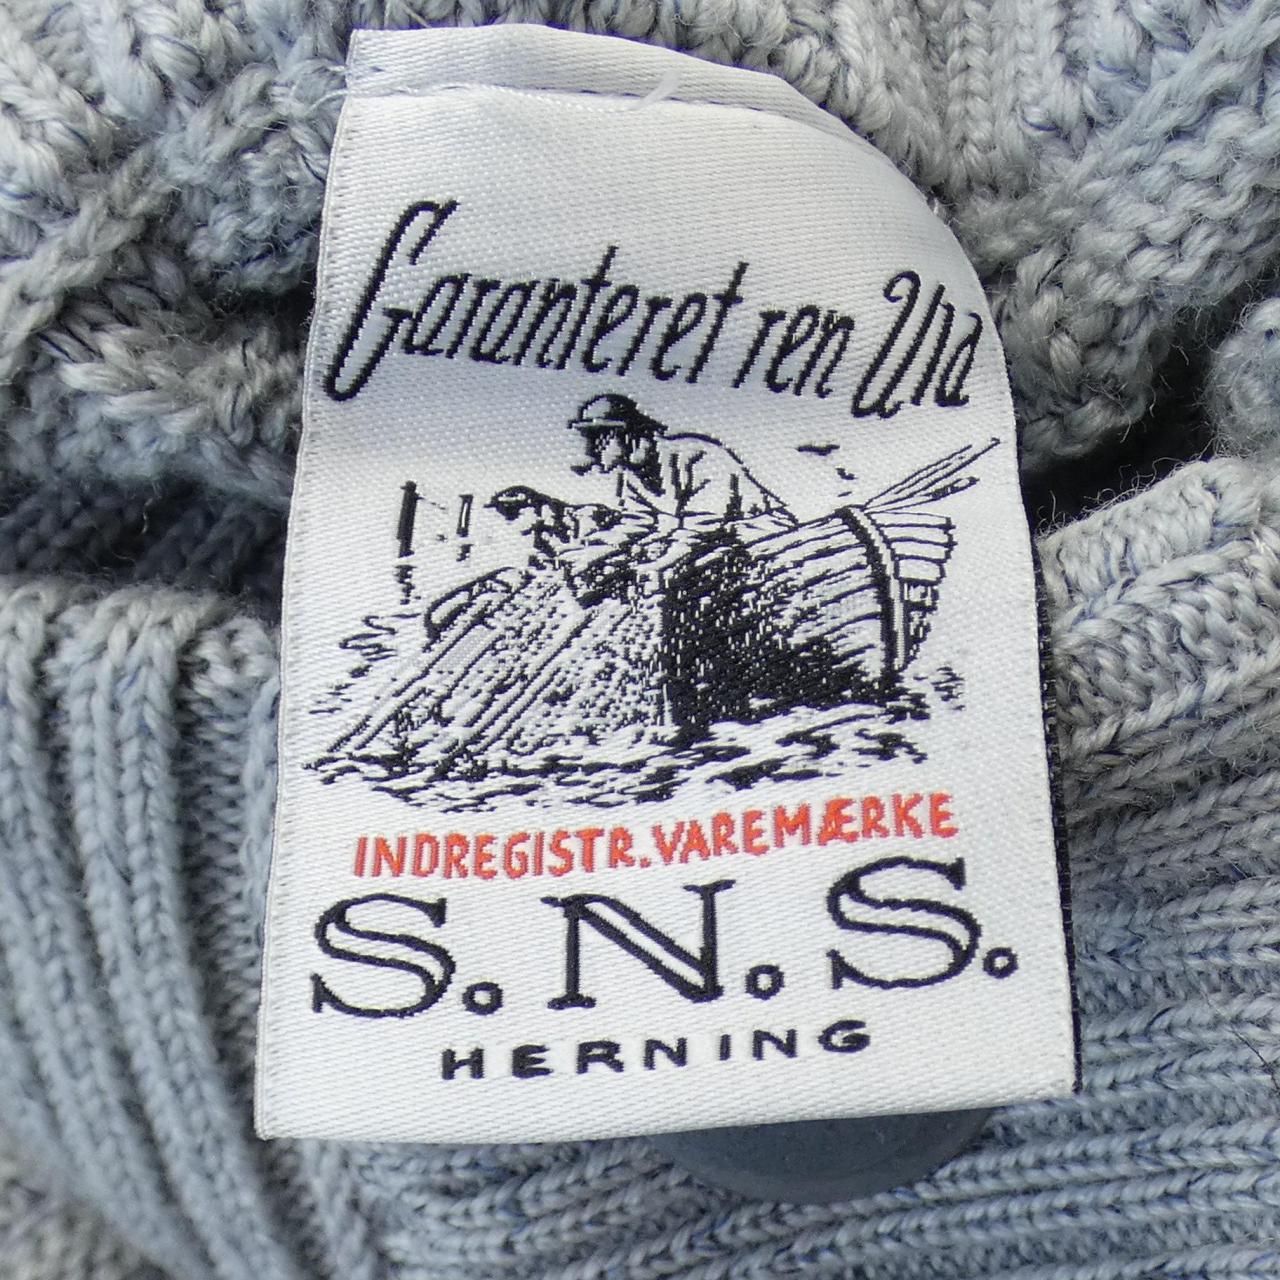 Garanteret ren Uld
INDREGISTR. VAREMÆRKE
S.N.S.
HERNING